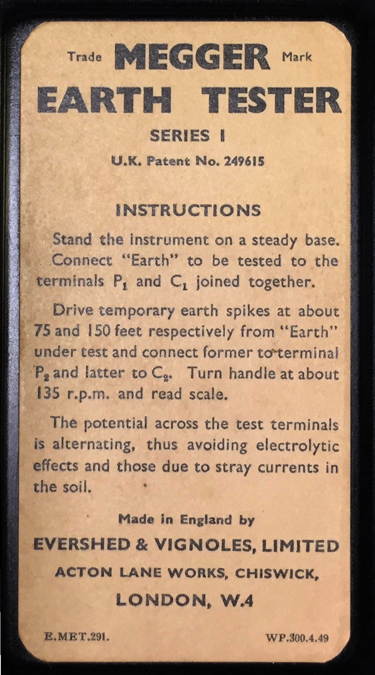 Trade MEGGER Mark
EARTH TESTER
SERIES I
U.K. Patent No. 249615
INSTRUCTIONS
Stand the instrument on a steady base.
Connect "Earth" to be tested to the
terminals P₁ and C₁ joined together.
Drive temporary earth spikes at about
75 and 150 feet respectively from "Earth"
under test and connect former to terminal
P₂ and latter to C₂. Turn handle at about
135 r.p.m. and read scale.
The potential across the test terminals
is alternating, thus avoiding electrolytic
effects and those due to stray currents in
the soil.
Made in England by
EVERSHED & VIGNOLES, LIMITED
ACTON LANE WORKS, CHISWICK,
LONDON, W.4
E.MET.291. WP.300.4.49